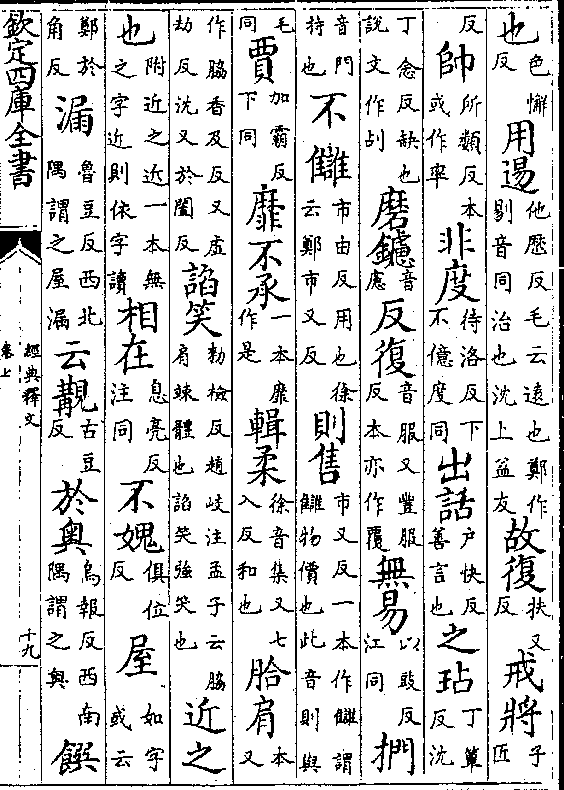 也色懈反用逷他歷反毛云遠也鄭作剔音同治也沈上益友反故復扶又反戒將子匠
反帥所類反本或作率非度待洛反下不億度同出話戶快反善言也之玷丁簟反沈
丁念反缺也說文作㓠磨鑢音慮反復音服又豐服反本亦作覆無易以豉反江同捫
音門持也不讎市由反用也徐云鄭市又反則售市又反一本作讎謂讎物價也此音則與
毛同賈加霸反下同靡不承一本靡作是輯柔徐音集又七入反和也脅肩本又
作脇香及反又虛劫反沈又於闔反諂笑勑檢反趙岐注孟子云脇肩竦體也諂笑強笑也近之
也附近之近一本無之字近則依字讀相在息亮反注同不媿俱位反屋如字或云
鄭於角反漏魯豆反西北隅謂之屋漏云覯古豆反於奧烏報反西南隅謂之奧饌
欽定四庫全書
經典釋文
卷上
十九